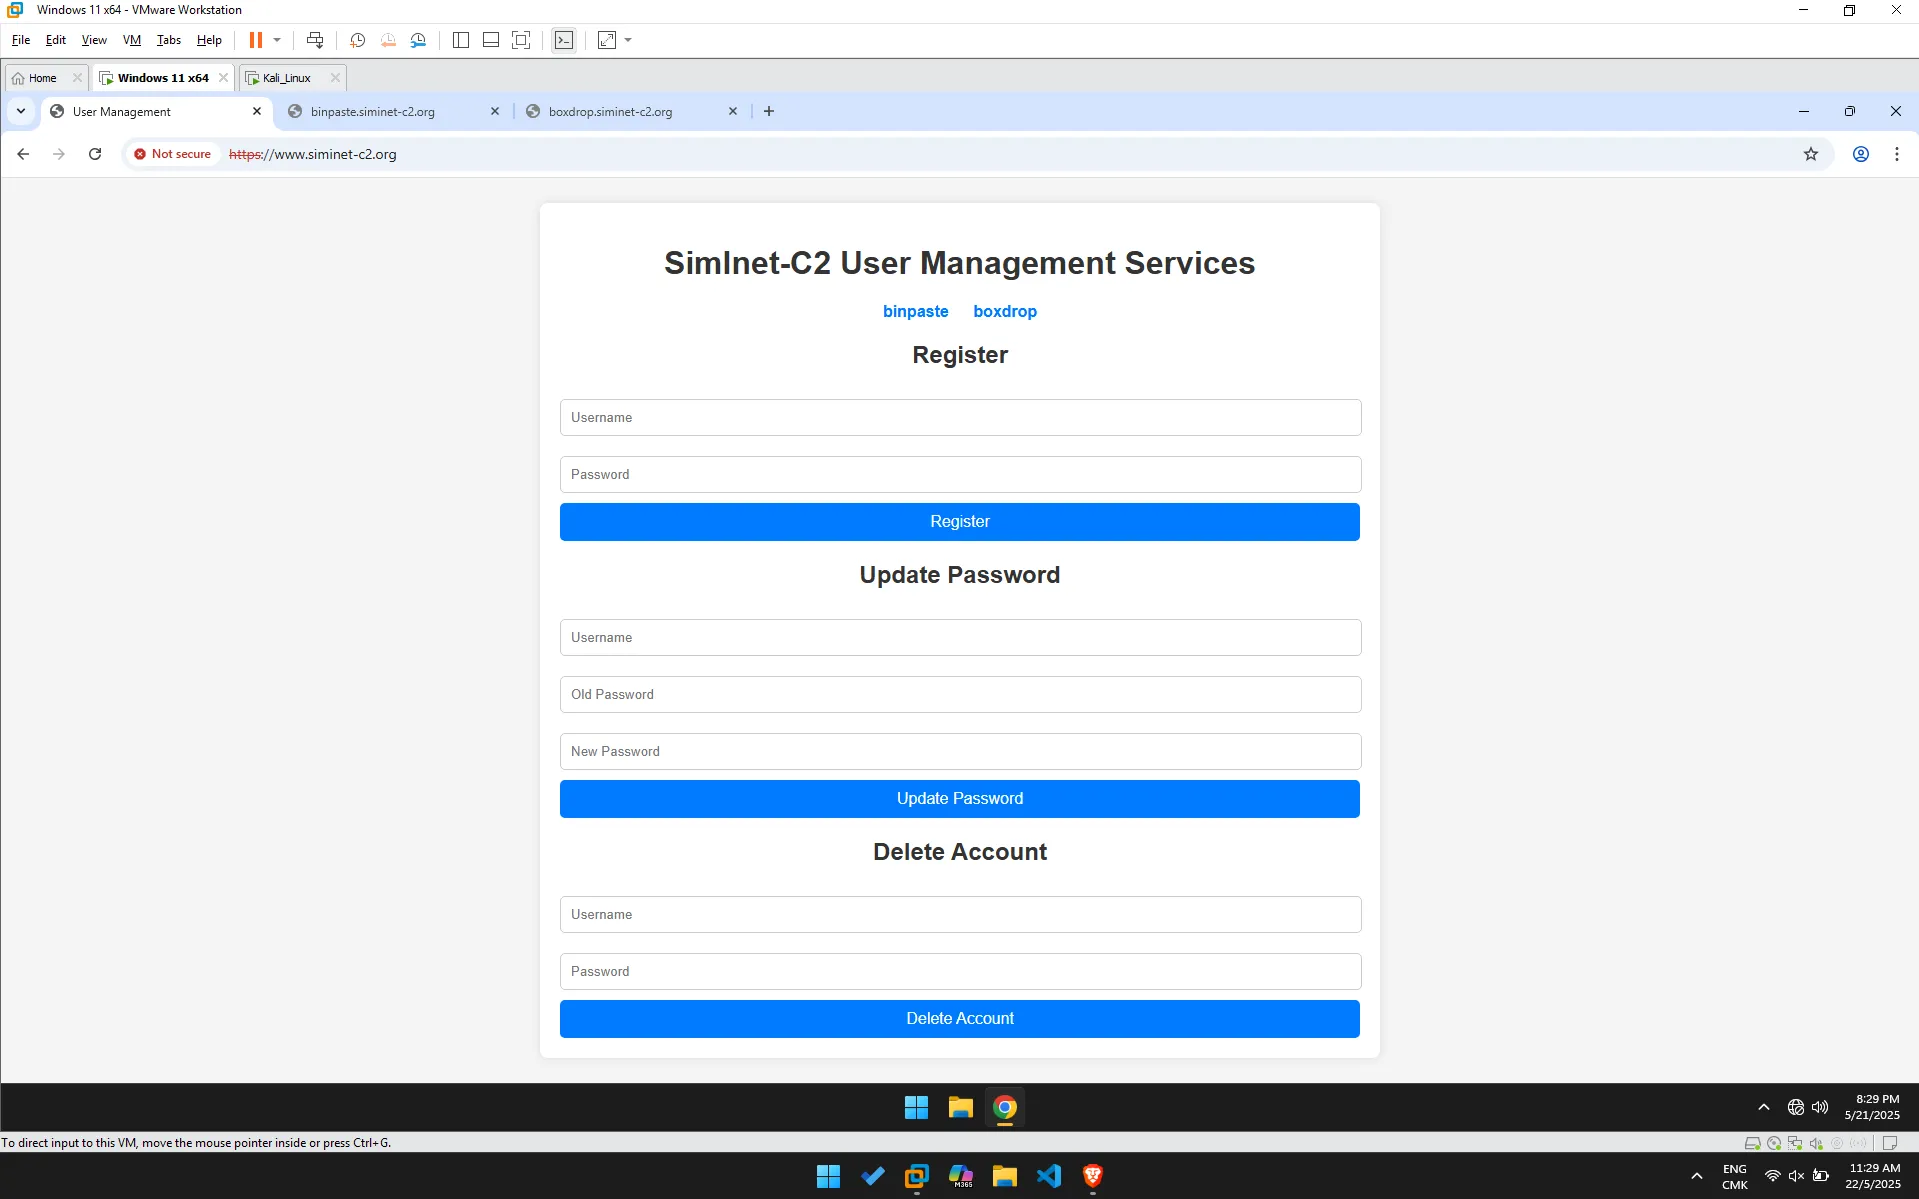 Windows 11 x64 - VMware Workstation
File Edit View VM Tabs Help
Home Windows 11 x64 Kali_Linux
User Management binpaste.siminet-c2.org boxdrop.siminet-c2.org
Not secure https://www.siminet-c2.org
SimInet-C2 User Management Services
binpaste boxdrop
Register
Username
Password
Register
Update Password
Username
Old Password
New Password
Update Password
Delete Account
Username
Password
Delete Account
8:29 PM
5/21/2025
To direct input to this VM, move the mouse pointer inside or press Ctrl+G.
M365
ENG
CMK
11:29 AM
22/5/2025